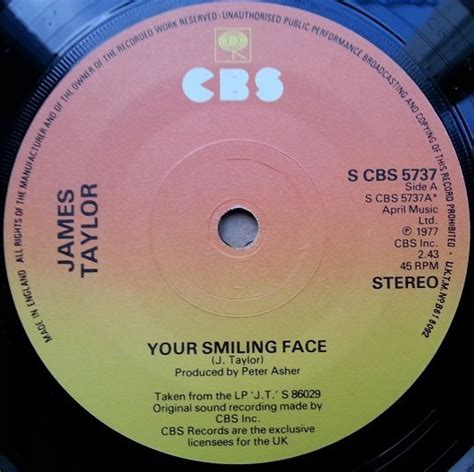 ALL RIGHTS OF THE MANUFACTURER AND OF THE OWNER OF THE RECORDED WORK RESERVED - UNAUTHORISED PUBLIC PERFORMANCE BROADCASTING AND COPYING OF THIS RECORD PROHIBITED - U.K.T.M. No B618092
MADE IN ENGLAND
CBS
JAMES
TAYLOR
S CBS 5737
Side A
S CBS 5737A*
April Music
Ltd.
℗ 1977
CBS Inc.
2.43
45 RPM
STEREO
YOUR SMILING FACE
(J. Taylor)
Produced by Peter Asher
Taken from the LP 'J.T.' S 86029
Original sound recording made by
CBS Inc.
CBS Records are the exclusive
licensees for the UK